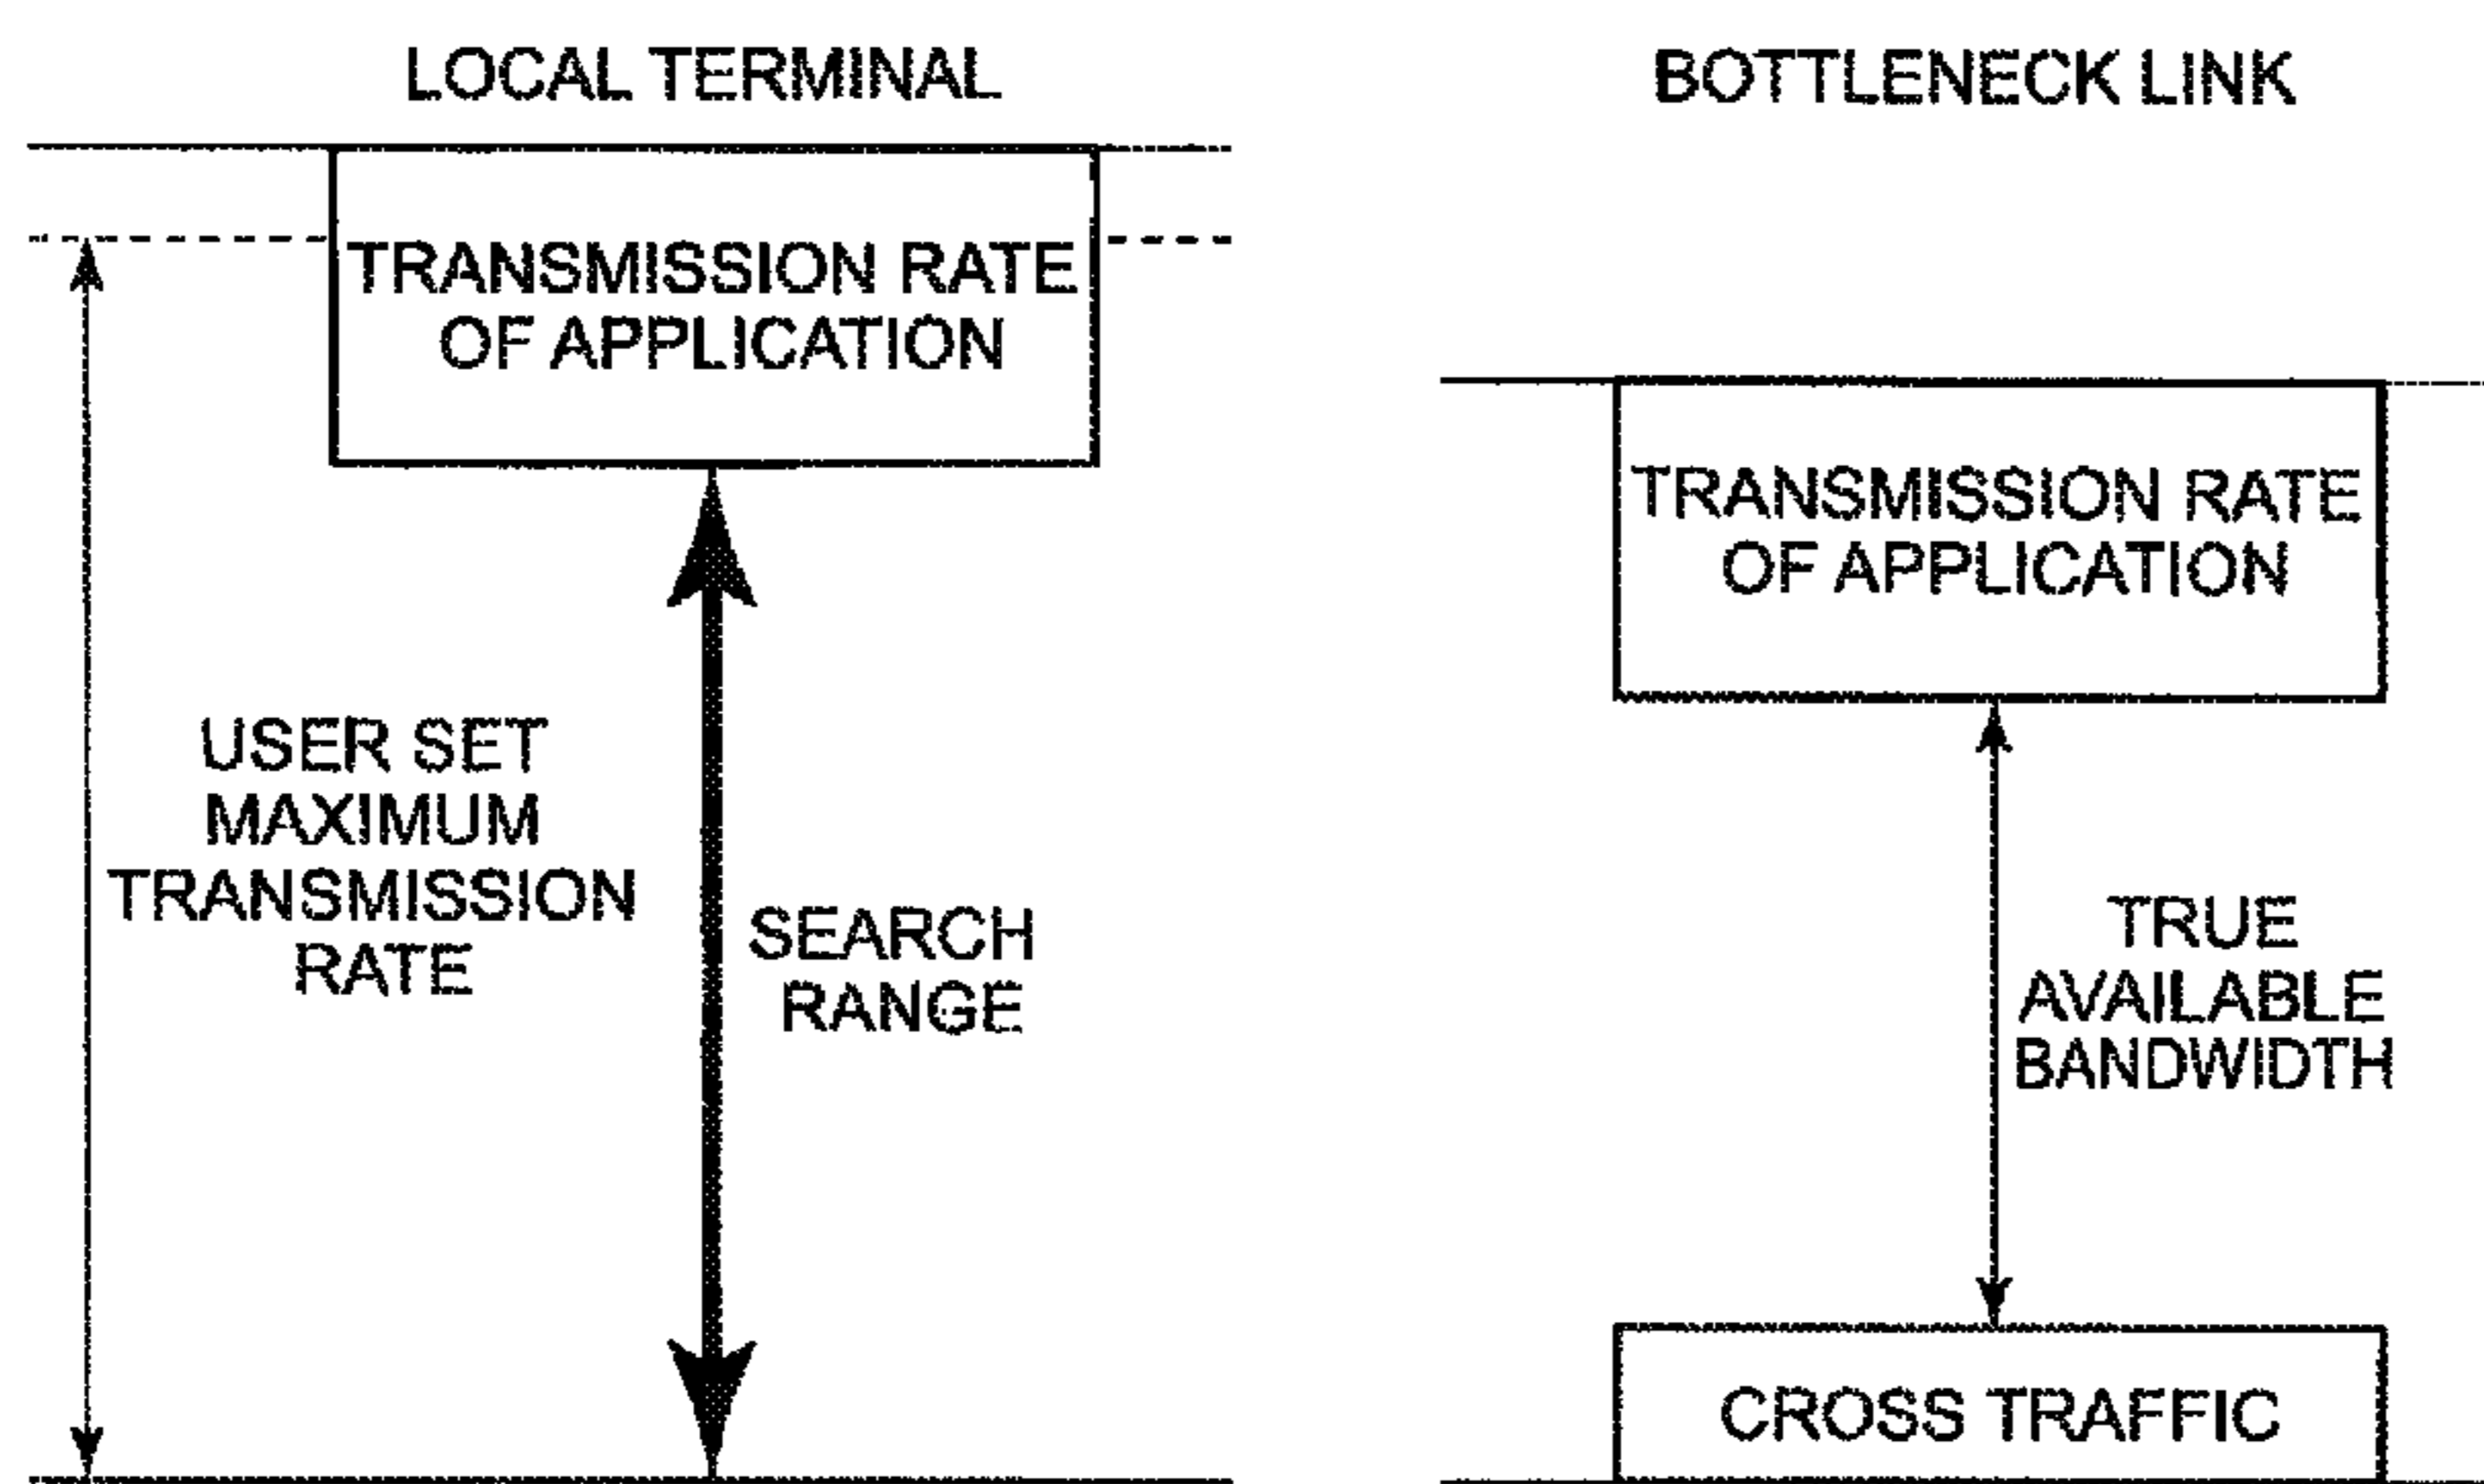 LOCAL TERMINAL
TRANSMISSION RATE
OF APPLICATION
USER SET
MAXIMUM
TRANSMISSION
RATE
SEARCH
RANGE
BOTTLENECK LINK
TRANSMISSION RATE
OF APPLICATION
TRUE
AVAILABLE
BANDWIDTH
CROSS TRAFFIC